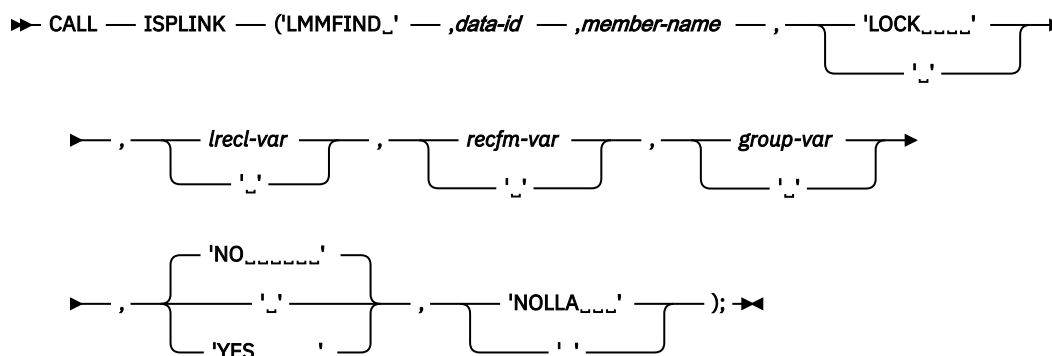 CALL ISPLINK ('LMMFIND␣' ,data-id ,member-name , 'LOCK␣␣␣␣'
'␣'
, lrecl-var , recfm-var , group-var
'␣' '␣' '␣'
'NO␣␣␣␣␣␣'
, '␣' , 'NOLLA␣␣␣' );
'YES '
' '